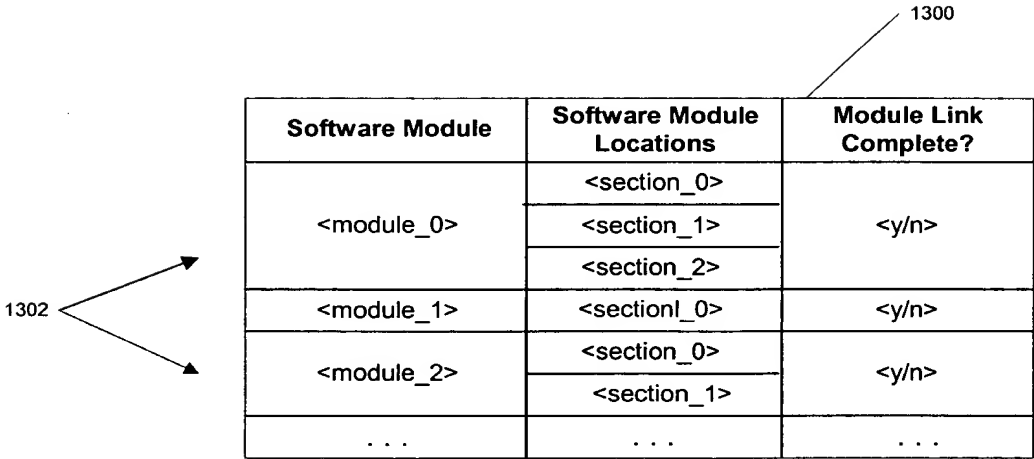 1300
Software Module
Software Module
Locations
Module Link
Complete?
<module_0>
<section_0>
<section_1>
<section_2>
<y/n>
1302
<module_1>
<sectionl_0>
<y/n>
<module_2>
<section_0>
<section_1>
<y/n>
. . .
. . .
. . .